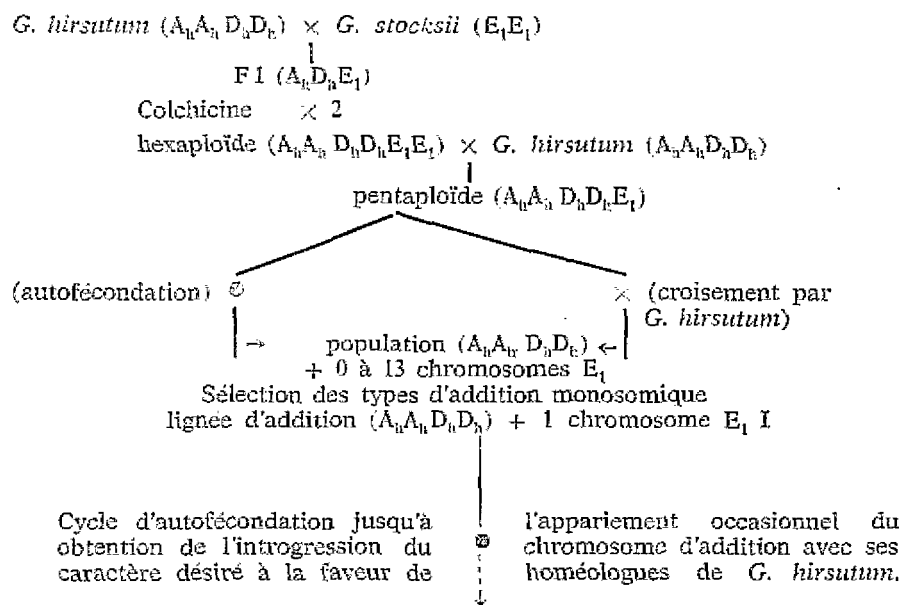 G. hirsutum (AₕAₕ DₕDₕ) × G. stocksii (E₁E₁)
F1 (AₕDₕE₁)
Colchicine × 2
hexaploïde (AₕAₕ DₕDₕE₁E₁) × G. hirsutum (AₕAₕDₕDₕ)
pentaploïde (AₕAₕ DₕDₕE₁)
(autofécondation) ⊗ × (croisement par
G. hirsutum)
→ population (AₕAₕ DₕDₕ) ←
+ 0 à 13 chromosomes E₁
Sélection des types d'addition monosomique
lignée d'addition (AₕAₕDₕDₕ) + 1 chromosome E₁ I
Cycle d'autofécondation jusqu'à
obtention de l'introgression du
caractère désiré à la faveur de
l'appariement occasionnel du
chromosome d'addition avec ses
homéologues de G. hirsutum.